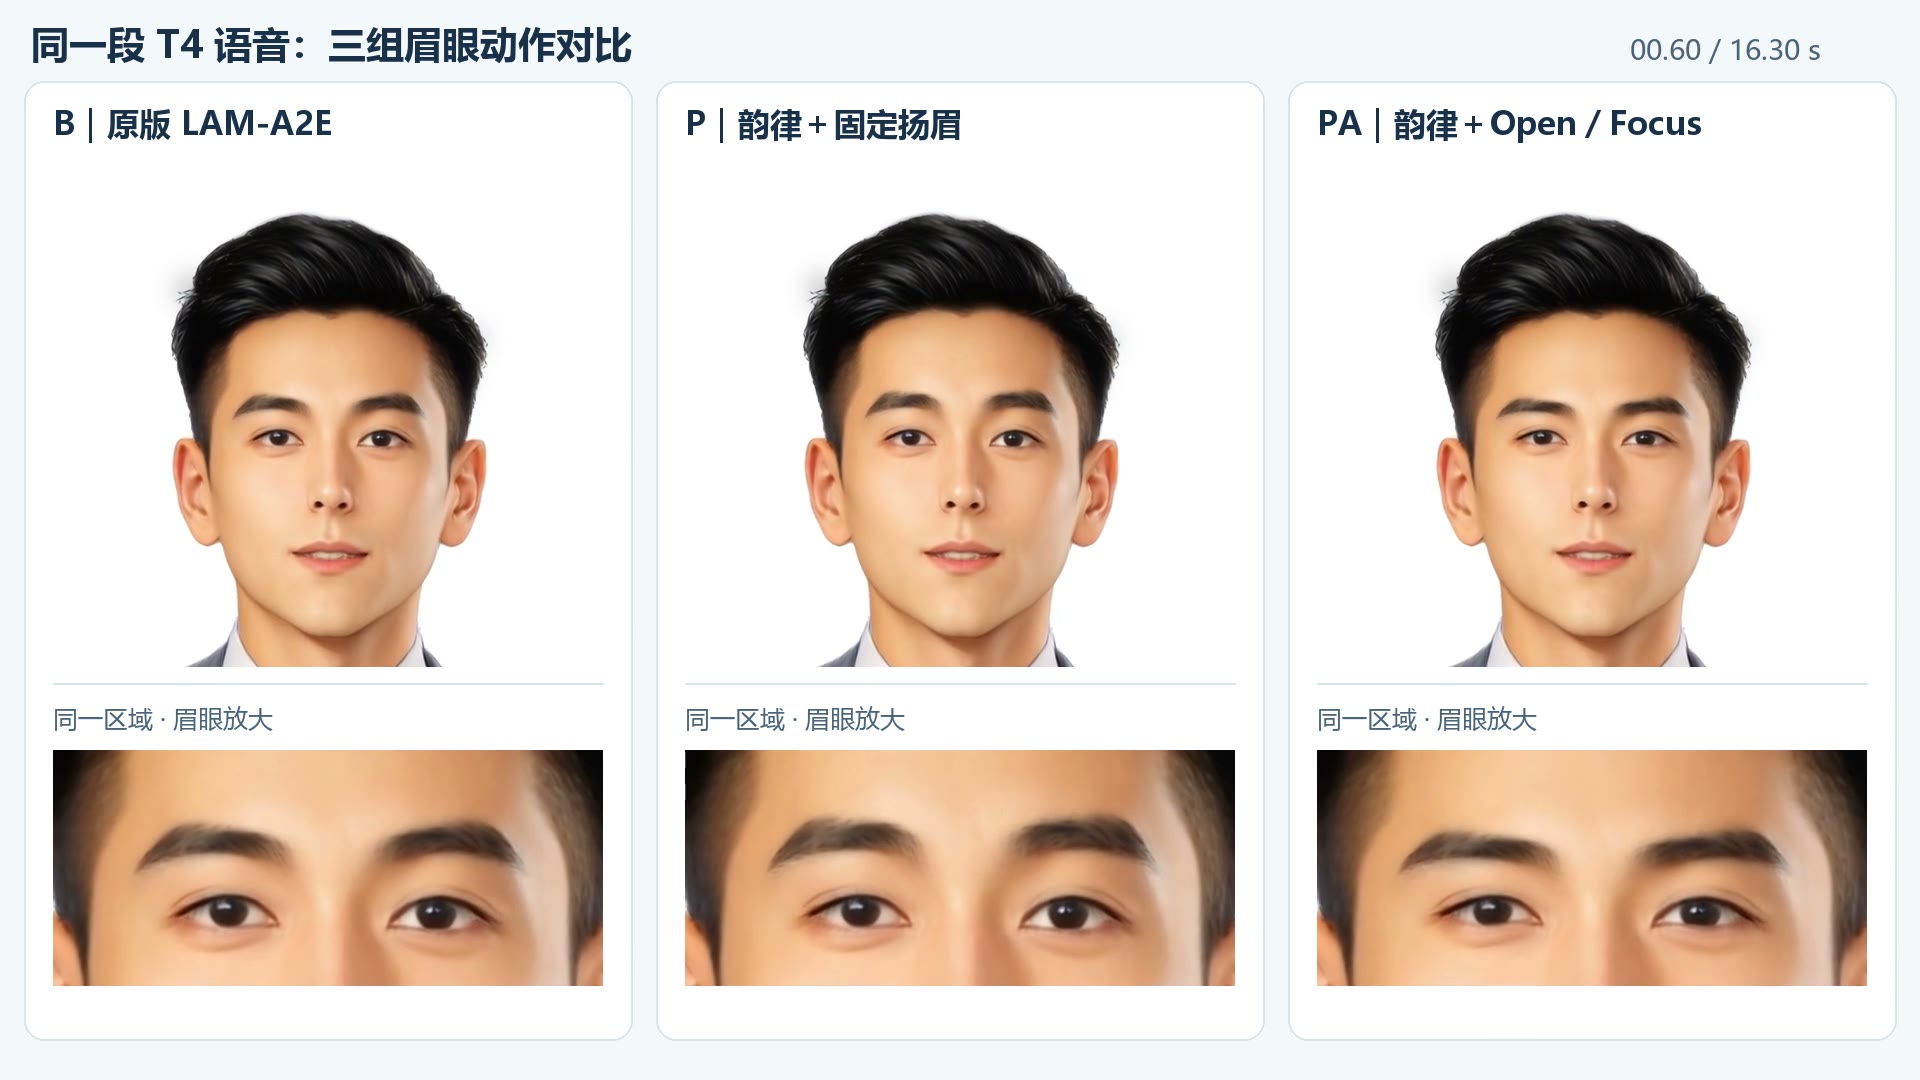 同一段 T4 语音：三组眉眼动作对比
00.60 / 16.30 s
B｜原版 LAM-A2E
P｜韵律＋固定扬眉
PA｜韵律＋Open / Focus
同一区域 · 眉眼放大
同一区域 · 眉眼放大
同一区域 · 眉眼放大